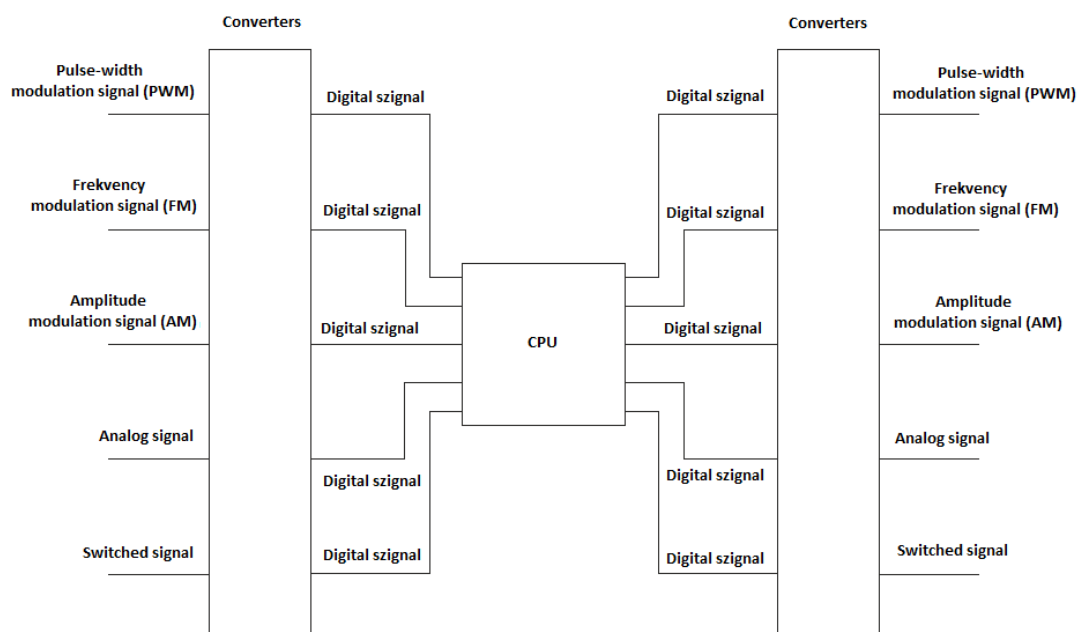 Converters
Converters
Pulse-width
modulation signal (PWM)
Digital szignal
Digital szignal
Pulse-width
modulation signal (PWM)
Frekvency
modulation signal (FM)
Digital szignal
Digital szignal
Frekvency
modulation signal (FM)
Amplitude
modulation signal (AM)
Digital szignal
CPU
Digital szignal
Amplitude
modulation signal (AM)
Analog signal
Digital szignal
Digital szignal
Analog signal
Switched signal
Digital szignal
Digital szignal
Switched signal